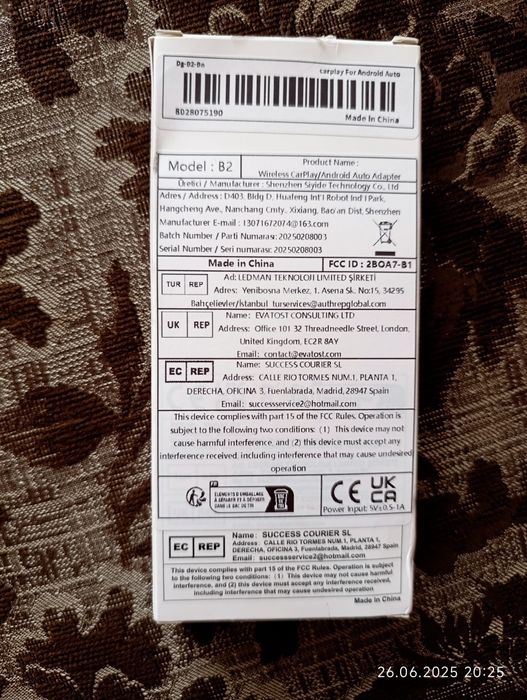 Dg-02-Bn
carplay For Android Auto
B028075190
Made In China
Model : B2
Product Name :
Wireless CarPlay/Android Auto Adapter
Üretici / Manufacturer : Shenzhen Siyide Technology Co., Ltd
Adres / Address : D403, Bldg D, Huafeng Int'l Robot Ind l Park,
Hangcheng Ave., Nanchang Cmty, Xixiang, Bao'an Dist, Shenzhen
Manufacturer E-mail : 13071672074@163.com
Batch Number / Parti Numarası: 20250208003
Serial Number / Seri numarası: 20250208003
Made in China
FCC ID : 2BOA7-B1
TUR REP
Ad: LEDMAN TEKNOLOJI LIMITED ŞİRKETİ
Adres: Yenibosna Merkez, 1. Asena Sk. No:15, 34295
Bahçelievler/İstanbul turservices@authrepglobal.com
UK REP
Name: EVATOST CONSULTING LTD
Address: Office 101 32 Threadneedle Street, London,
United Kingdom, EC2R 8AY
Email: contact@evatost.com
EC REP
Name: SUCCESS COURIER SL
Address: CALLE RIO TORMES NUM.1, PLANTA 1,
DERECHA, OFICINA 3, Fuenlabrada, Madrid, 28947 Spain
Email: successservice2@hotmail.com
This device complies with part 15 of the FCC Rules. Operation is
subject to the following two conditions: (1) This device may not
cause harmful interference, and (2) this device must accept any
interference received, including interference that may cause undesired
operation
FR
ÉLÉMENTS D'EMBALLAGE
À SÉPARER ET À DÉPOSER
DANS LE BAC DE TRI
CE
UK
CA
Power Input: 5V±0.5-1A
EC REP
Name: SUCCESS COURIER SL
Address: CALLE RIO TORMES NUM.1, PLANTA 1,
DERECHA, OFICINA 3, Fuenlabrada, Madrid, 28947 Spain
Email: successservice2@hotmail.com
This device complies with part 15 of the FCC Rules. Operation is subject
to the following two conditions: (1) This device may not cause harmful
interference, and (2) this device must accept any interference received,
including interference that may cause undesired operation
Made In China
26.06.2025 20:25